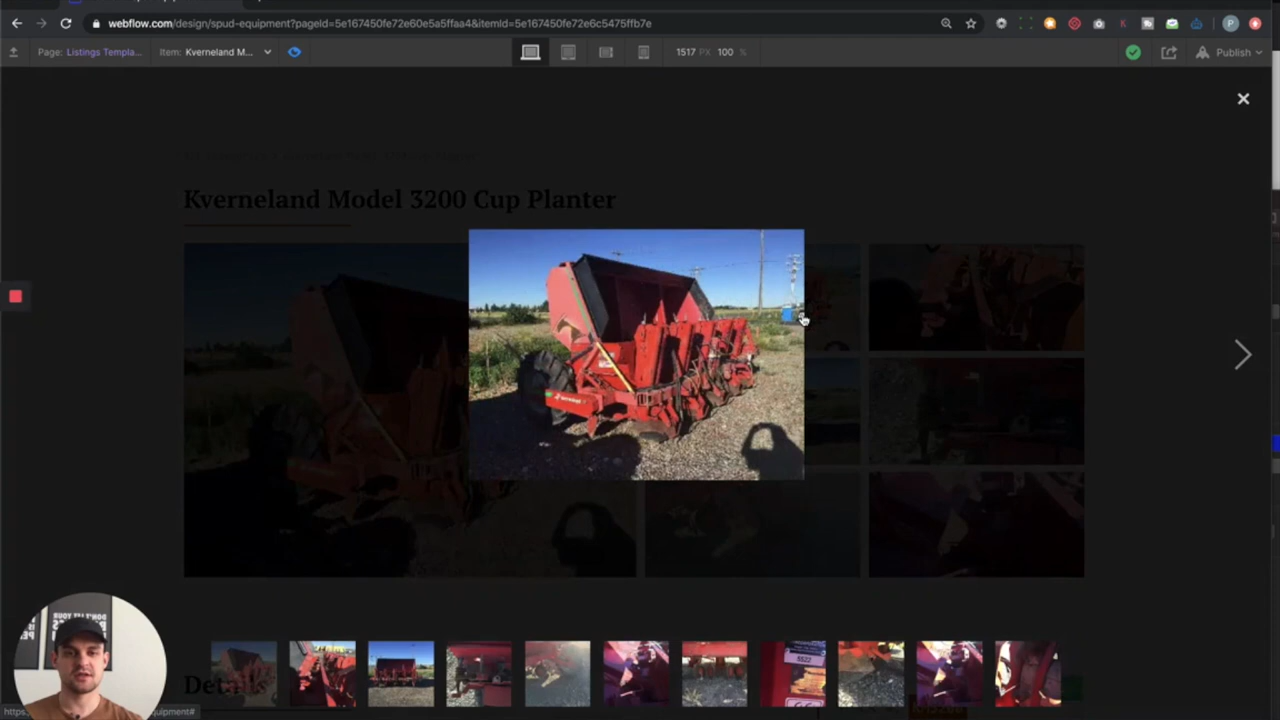 webflow.com/design/spud-equipment?pageId=5e167450fe72e60e5a5ffaa4&itemId=5e167450fe72e6c5475ffb7e
Page: Listings Templa... Item: Kverneland M... 1517 PX 100 % Publish
Kverneland Model 3200 Cup Planter
Details